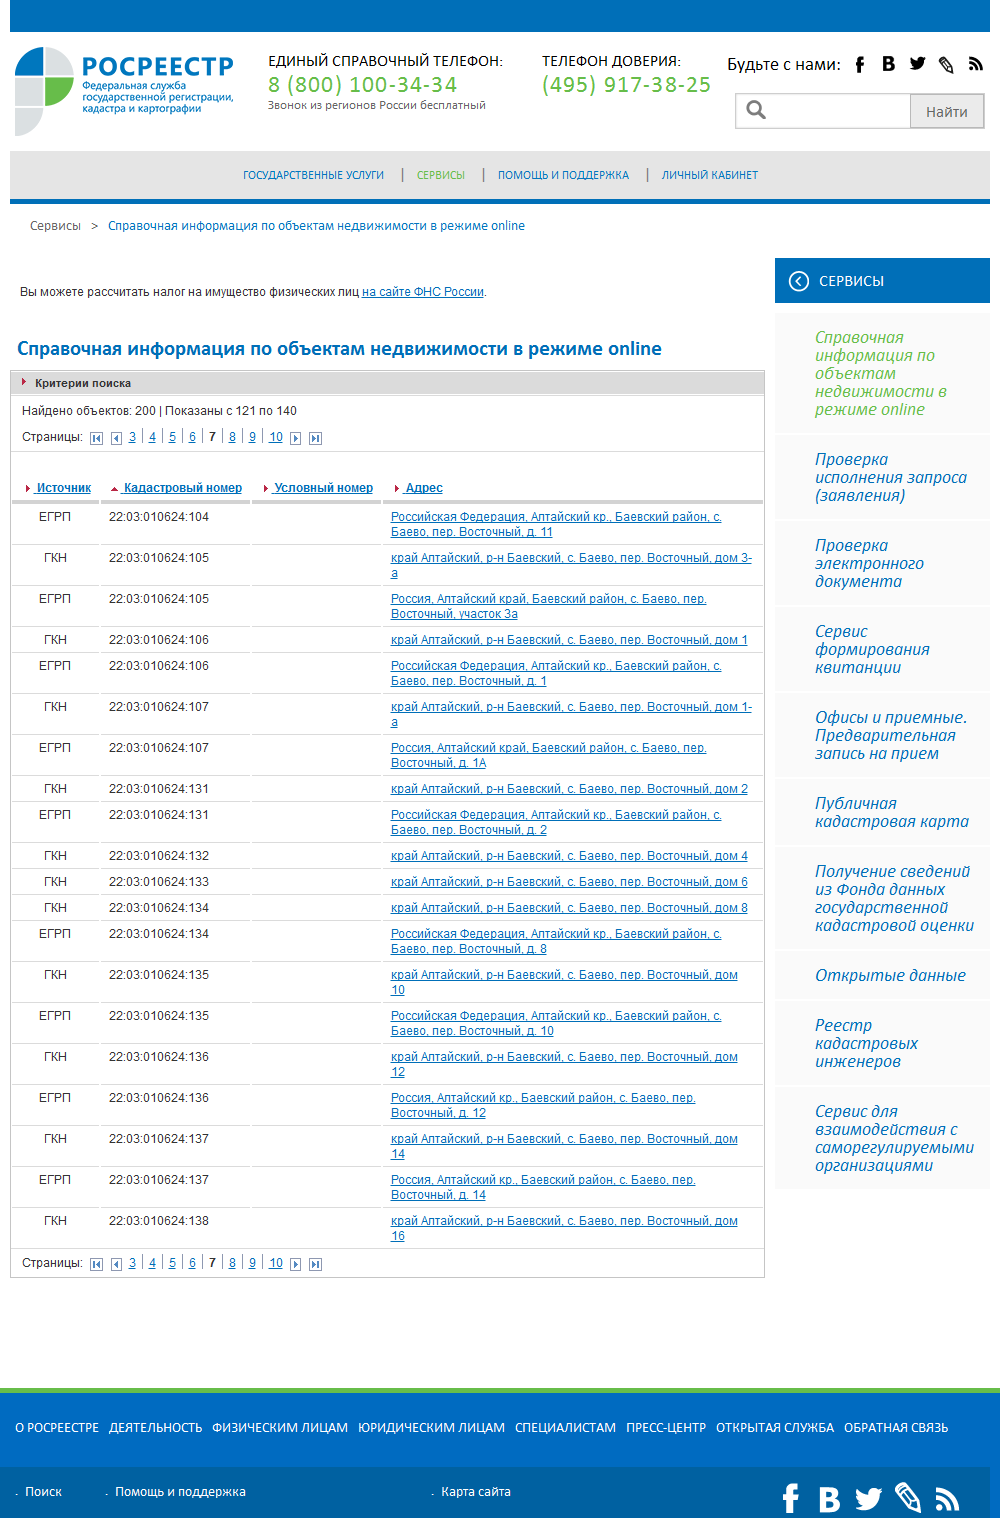 РОСРЕЕСТР
Федеральная служба
государственной регистрации,
кадастра и картографии
ЕДИНЫЙ СПРАВОЧНЫЙ ТЕЛЕФОН:
8 (800) 100-34-34
Звонок из регионов России бесплатный
ТЕЛЕФОН ДОВЕРИЯ:
(495) 917-38-25
Будьте с нами:
Найти
ГОСУДАРСТВЕННЫЕ УСЛУГИ | СЕРВИСЫ | ПОМОЩЬ И ПОДДЕРЖКА | ЛИЧНЫЙ КАБИНЕТ
Сервисы > Справочная информация по объектам недвижимости в режиме online
Вы можете рассчитать налог на имущество физических лиц на сайте ФНС России.
Справочная информация по объектам недвижимости в режиме online
Критерии поиска
Найдено объектов: 200 | Показаны с 121 по 140
Страницы: 3 | 4 | 5 | 6 | 7 | 8 | 9 | 10
Источник Кадастровый номер Условный номер Адрес
ЕГРП 22:03:010624:104 Российская Федерация, Алтайский кр., Баевский район, с.
Баево, пер. Восточный, д. 11
ГКН 22:03:010624:105 край Алтайский, р-н Баевский, с. Баево, пер. Восточный, дом 3-
а
ЕГРП 22:03:010624:105 Россия, Алтайский край, Баевский район, с. Баево, пер.
Восточный, участок 3а
ГКН 22:03:010624:106 край Алтайский, р-н Баевский, с. Баево, пер. Восточный, дом 1
ЕГРП 22:03:010624:106 Российская Федерация, Алтайский кр., Баевский район, с.
Баево, пер. Восточный, д. 1
ГКН 22:03:010624:107 край Алтайский, р-н Баевский, с. Баево, пер. Восточный, дом 1-
а
ЕГРП 22:03:010624:107 Россия, Алтайский край, Баевский район, с. Баево, пер.
Восточный, д. 1А
ГКН 22:03:010624:131 край Алтайский, р-н Баевский, с. Баево, пер. Восточный, дом 2
ЕГРП 22:03:010624:131 Российская Федерация, Алтайский кр., Баевский район, с.
Баево, пер. Восточный, д. 2
ГКН 22:03:010624:132 край Алтайский, р-н Баевский, с. Баево, пер. Восточный, дом 4
ГКН 22:03:010624:133 край Алтайский, р-н Баевский, с. Баево, пер. Восточный, дом 6
ГКН 22:03:010624:134 край Алтайский, р-н Баевский, с. Баево, пер. Восточный, дом 8
ЕГРП 22:03:010624:134 Российская Федерация, Алтайский кр., Баевский район, с.
Баево, пер. Восточный, д. 8
ГКН 22:03:010624:135 край Алтайский, р-н Баевский, с. Баево, пер. Восточный, дом
10
ЕГРП 22:03:010624:135 Российская Федерация, Алтайский кр., Баевский район, с.
Баево, пер. Восточный, д. 10
ГКН 22:03:010624:136 край Алтайский, р-н Баевский, с. Баево, пер. Восточный, дом
12
ЕГРП 22:03:010624:136 Россия, Алтайский кр., Баевский район, с. Баево, пер.
Восточный, д. 12
ГКН 22:03:010624:137 край Алтайский, р-н Баевский, с. Баево, пер. Восточный, дом
14
ЕГРП 22:03:010624:137 Россия, Алтайский кр., Баевский район, с. Баево, пер.
Восточный, д. 14
ГКН 22:03:010624:138 край Алтайский, р-н Баевский, с. Баево, пер. Восточный, дом
16
Страницы: 3 | 4 | 5 | 6 | 7 | 8 | 9 | 10
СЕРВИСЫ
Справочная
информация по
объектам
недвижимости в
режиме online
Проверка
исполнения запроса
(заявления)
Проверка
электронного
документа
Сервис
формирования
квитанции
Офисы и приемные.
Предварительная
запись на прием
Публичная
кадастровая карта
Получение сведений
из Фонда данных
государственной
кадастровой оценки
Открытые данные
Реестр
кадастровых
инженеров
Сервис для
взаимодействия с
саморегулируемыми
организациями
О РОСРЕЕСТРЕ ДЕЯТЕЛЬНОСТЬ ФИЗИЧЕСКИМ ЛИЦАМ ЮРИДИЧЕСКИМ ЛИЦАМ СПЕЦИАЛИСТАМ ПРЕСС-ЦЕНТР ОТКРЫТАЯ СЛУЖБА ОБРАТНАЯ СВЯЗЬ
- Поиск - Помощь и поддержка - Карта сайта